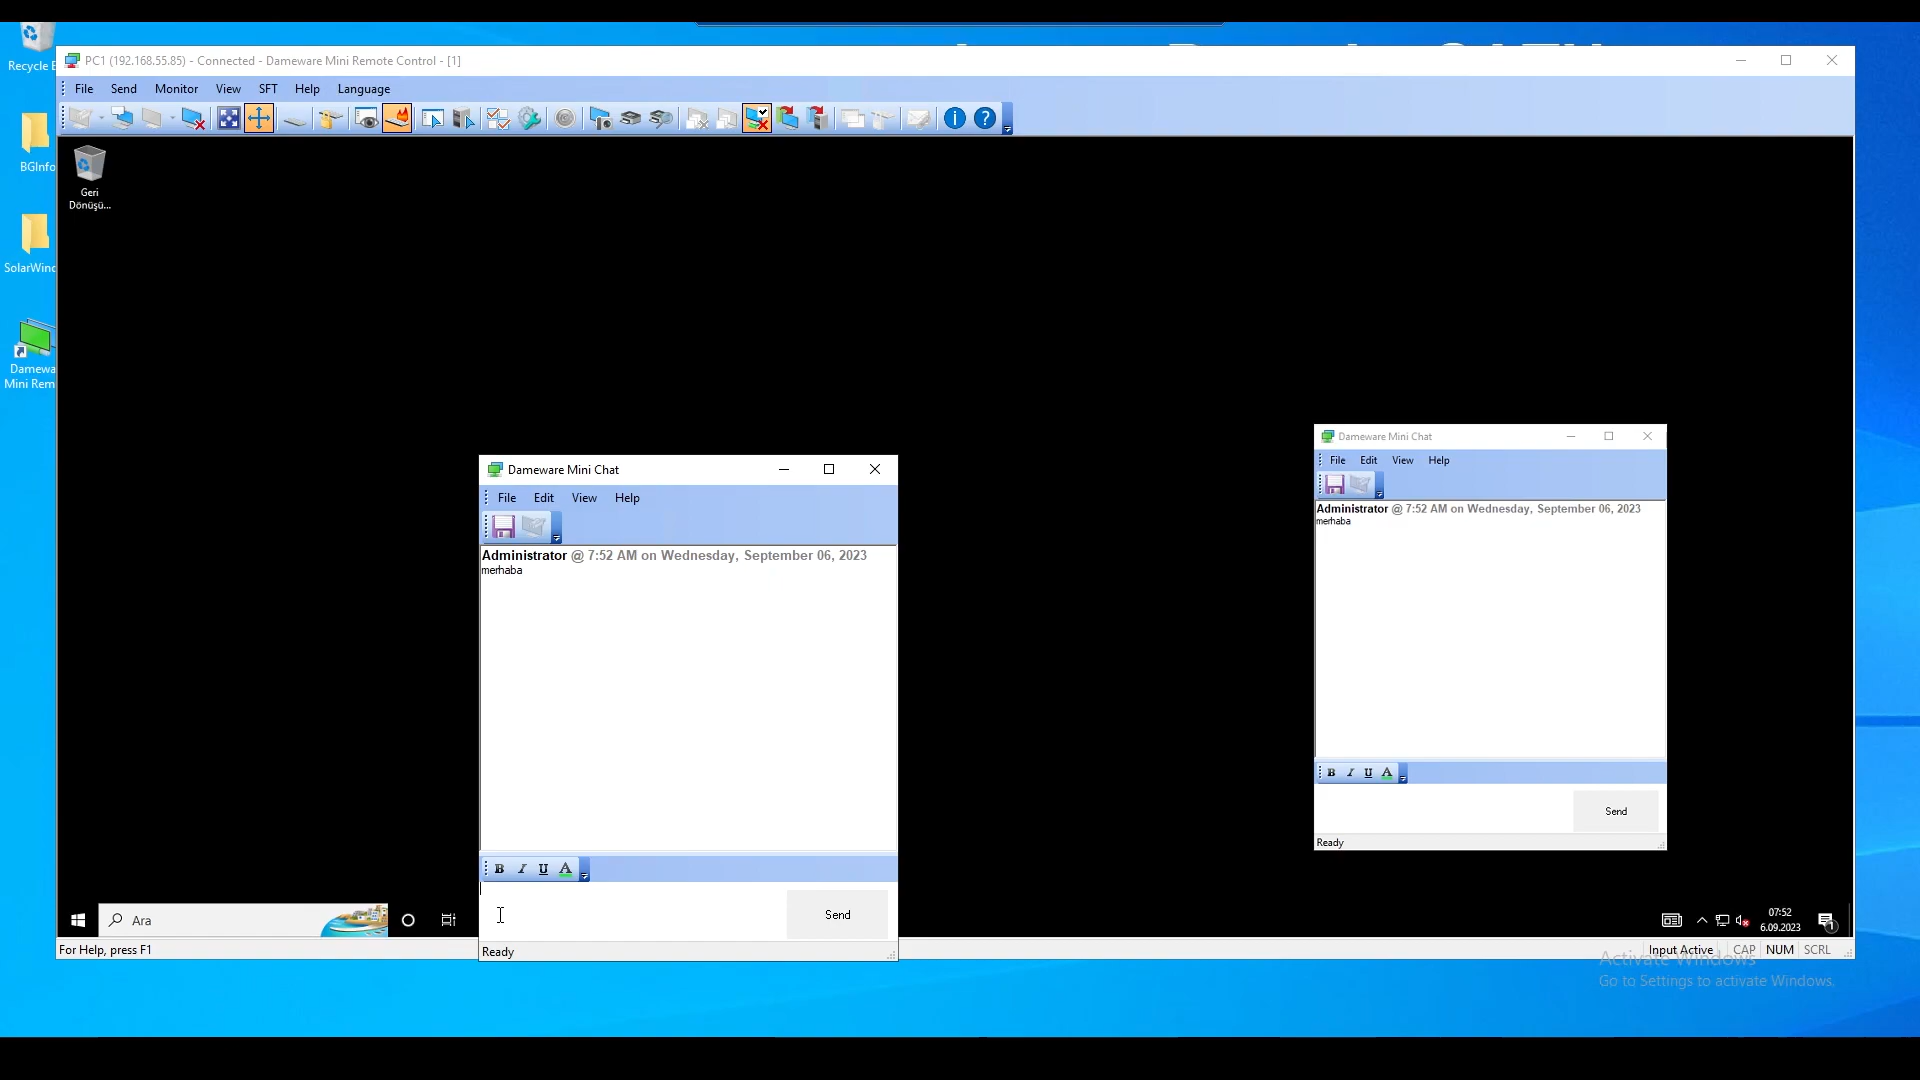 Recycle B
PC1 (192.168.55.85) - Connected - Dameware Mini Remote Control - [1]
File Send Monitor View SFT Help Language
BGInfo
Geri
Dönüşü...
SolarWind
Damewa
Mini Rem
Dameware Mini Chat
File Edit View Help
Administrator @ 7:52 AM on Wednesday, September 06, 2023
merhaba
B I U A
Send
Ready
Dameware Mini Chat
File Edit View Help
Administrator @ 7:52 AM on Wednesday, September 06, 2023
merhaba
B I U A
Send
Ready
Ara
07:52
6.09.2023
1
For Help, press F1
Input Active CAP NUM SCRL
Activate Windows
Go to Settings to activate Windows.